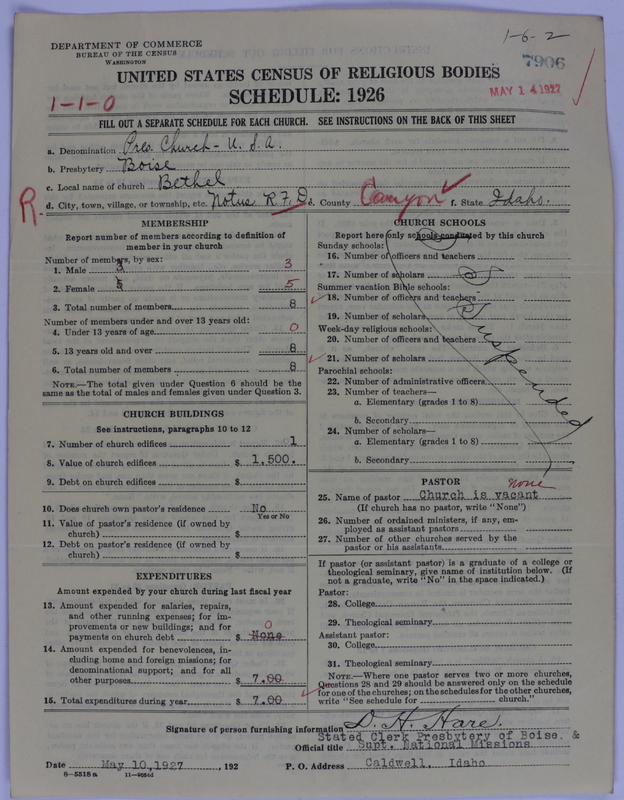 1-6-2
DEPARTMENT OF COMMERCE
BUREAU OF THE CENSUS
WASHINGTON
7906
MAY 14 1927
UNITED STATES CENSUS OF RELIGIOUS BODIES
SCHEDULE: 1926
1-1-0
FILL OUT A SEPARATE SCHEDULE FOR EACH CHURCH. SEE INSTRUCTIONS ON THE BACK OF THIS SHEET
a. Denomination Pres. Church - U. S. A.
b. Presbytery Boise
c. Local name of church Bethel
R d. City, town, village, or township, etc. Notus R.F.D. d. County Canyon f. State Idaho.
MEMBERSHIP
Report number of members according to definition of
member in your church
Number of members, by sex:
1. Male 3 3
2. Female 5 5
3. Total number of members 8
Number of members under and over 13 years old:
4. Under 13 years of age 0
5. 13 years old and over 8
6. Total number of members 8
NOTE.—The total given under Question 6 should be
same as the total of males and females given under Question 3.
CHURCH BUILDINGS
See instructions, paragraphs 10 to 12
7. Number of church edifices 1
8. Value of church edifices $ 1,500.
9. Debt on church edifices $
10. Does church own pastor's residence No
Yes or No
11. Value of pastor's residence (if owned by
church) $
12. Debt on pastor's residence (if owned by
church) $
EXPENDITURES
Amount expended by your church during last fiscal year
13. Amount expended for salaries, repairs,
and other running expenses; for im-
provements or new buildings; and for
payments on church debt $ None 0
14. Amount expended for benevolences, in-
cluding home and foreign missions; for
denominational support; and for all
other purposes $ 7.00
15. Total expenditures during year $ 7.00
CHURCH SCHOOLS
Report here only schools conducted by this church
Sunday schools:
16. Number of officers and teachers
17. Number of scholars
Summer vacation Bible schools:
18. Number of officers and teachers
19. Number of scholars
Week-day religious schools:
20. Number of officers and teachers
21. Number of scholars
Parochial schools:
22. Number of administrative officers
23. Number of teachers—
a. Elementary (grades 1 to 8)
b. Secondary
24. Number of scholars—
a. Elementary (grades 1 to 8)
b. Secondary
S. S. Suspended
PASTOR
none
25. Name of pastor Church is vacant
(If church has no pastor, write "None")
26. Number of ordained ministers, if any, em-
ployed as assistant pastors
27. Number of other churches served by the
pastor or his assistants
If pastor (or assistant pastor) is a graduate of a college or
theological seminary, give name of institution below. (If
not a graduate, write "No" in the space indicated.)
Pastor:
28. College
29. Theological seminary
Assistant pastor:
30. College
31. Theological seminary
NOTE.—Where one pastor serves two or more churches,
Questions 28 and 29 should be answered only on the schedule
for one of the churches; on the schedules for the other churches,
write "See schedule for church."
Signature of person furnishing information D. H. Hare.
Stated Clerk Presbytery of Boise. &
Official title Supt. National Missions
Date May 10,1927, 192 P. O. Address Caldwell, Idaho
8-5518 a